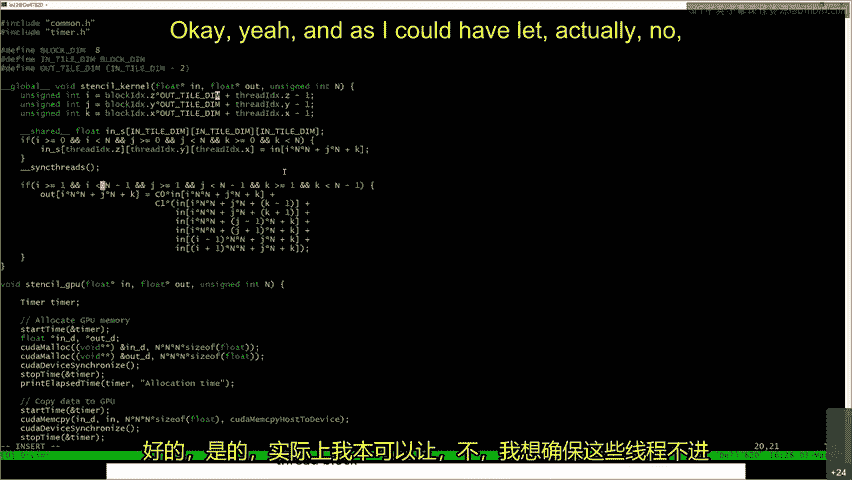 Okay, yeah, and as I could have let, actually, no,
#include "common.h"
#include "timer.h"
#define BLOCK_DIM 8
#define IN_TILE_DIM BLOCK_DIM
#define OUT_TILE_DIM (IN_TILE_DIM - 2)
__global__ void stencil_kernel(float* in, float* out, unsigned int N) {
unsigned int i = blockIdx.z*OUT_TILE_DIM + threadIdx.z - 1;
unsigned int j = blockIdx.y*OUT_TILE_DIM + threadIdx.y - 1;
unsigned int k = blockIdx.x*OUT_TILE_DIM + threadIdx.x - 1;
__shared__ float in_s[IN_TILE_DIM][IN_TILE_DIM][IN_TILE_DIM];
if(i >= 0 && i < N && j >= 0 && j < N && k >= 0 && k < N) {
in_s[threadIdx.z][threadIdx.y][threadIdx.x] = in[i*N*N + j*N + k];
}
__syncthreads();
if(i >= 1 && i < N - 1 && j >= 1 && j < N - 1 && k >= 1 && k < N - 1) {
out[i*N*N + j*N + k] = C0*in[i*N*N + j*N + k] +
C1*(in[i*N*N + j*N + (k - 1)] +
in[i*N*N + j*N + (k + 1)] +
in[i*N*N + (j - 1)*N + k] +
in[i*N*N + (j + 1)*N + k] +
in[(i - 1)*N*N + j*N + k] +
in[(i + 1)*N*N + j*N + k]);
}
}
void stencil_gpu(float* in, float* out, unsigned int N) {
Timer timer;
// Allocate GPU memory
startTime(&timer);
float *in_d, *out_d;
cudaMalloc((void**) &in_d, N*N*N*sizeof(float));
cudaMalloc((void**) &out_d, N*N*N*sizeof(float));
cudaDeviceSynchronize();
stopTime(&timer);
printElapsedTime(timer, "Allocation time");
// Copy data to GPU
startTime(&timer);
cudaMemcpy(in_d, in, N*N*N*sizeof(float), cudaMemcpyHostToDevice);
cudaDeviceSynchronize();
stopTime(&timer);
-- INSERT --
20,21
好的，是的，实际上我本可以让，不，我想确保这些线程不进
+24